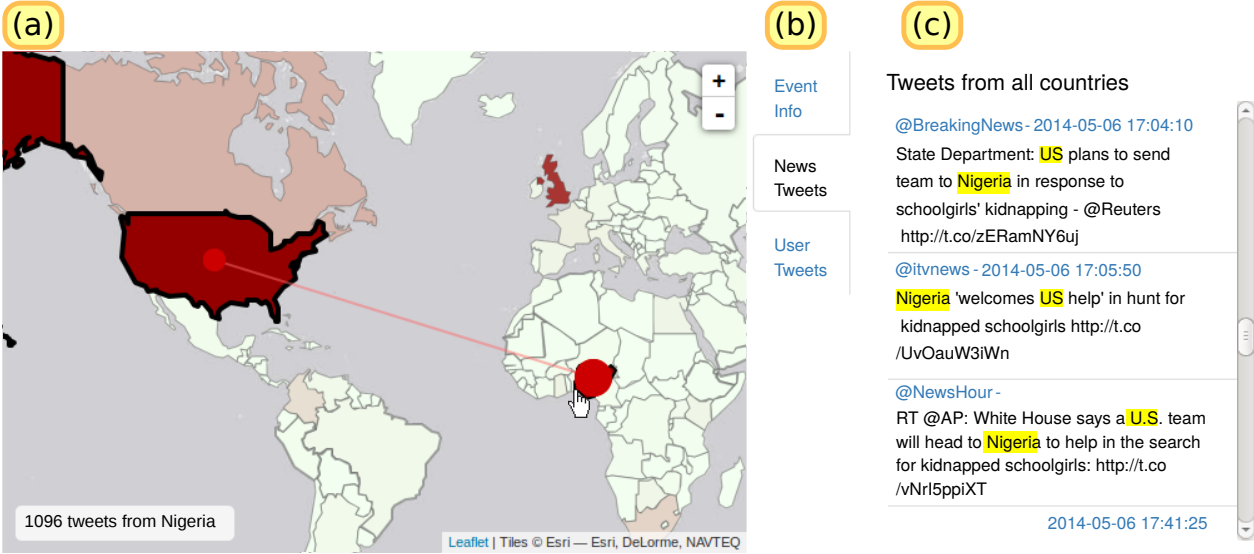 (a)
(b)
(c)
+
-
1096 tweets from Nigeria
Leaflet | Tiles © Esri — Esri, DeLorme, NAVTEQ
Event
Info
News
Tweets
User
Tweets
Tweets from all countries
@BreakingNews - 2014-05-06 17:04:10
State Department: US plans to send
team to Nigeria in response to
schoolgirls' kidnapping - @Reuters
http://t.co/zERamNY6uj
@itvnews - 2014-05-06 17:05:50
Nigeria 'welcomes US help' in hunt for
kidnapped schoolgirls http://t.co
/UvOauW3iWn
@NewsHour -
RT @AP: White House says a U.S. team
will head to Nigeria to help in the search
for kidnapped schoolgirls: http://t.co
/vNrI5ppiXT
2014-05-06 17:41:25